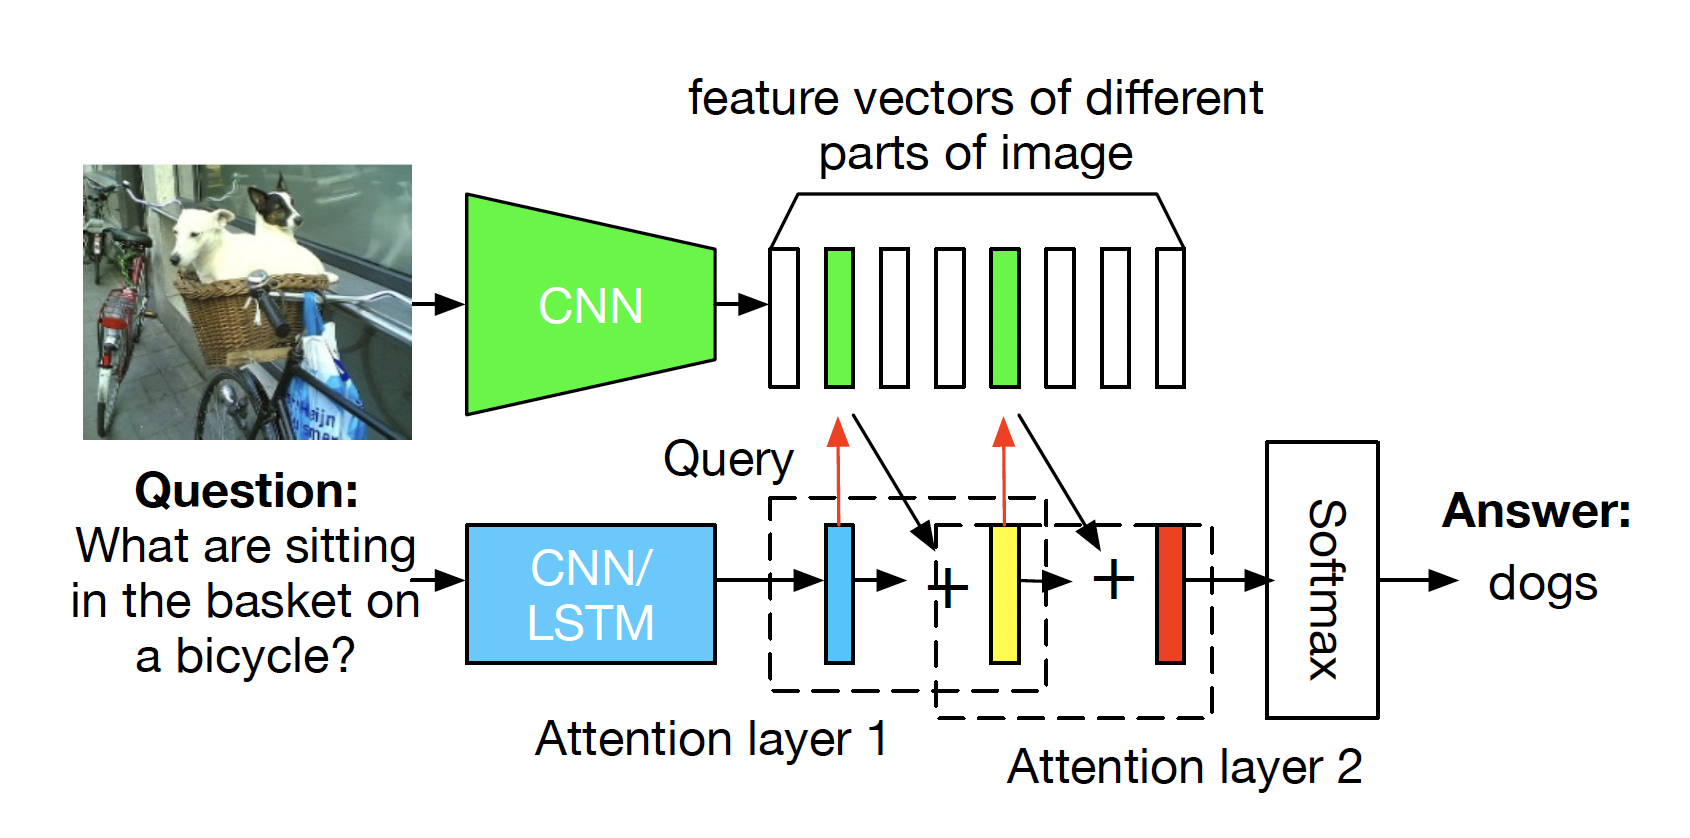 feature vectors of different
parts of image
CNN
Query
Question:
What are sitting
in the basket on
a bicycle?
CNN/
LSTM
Softmax
Answer:
dogs
Attention layer 1
Attention layer 2